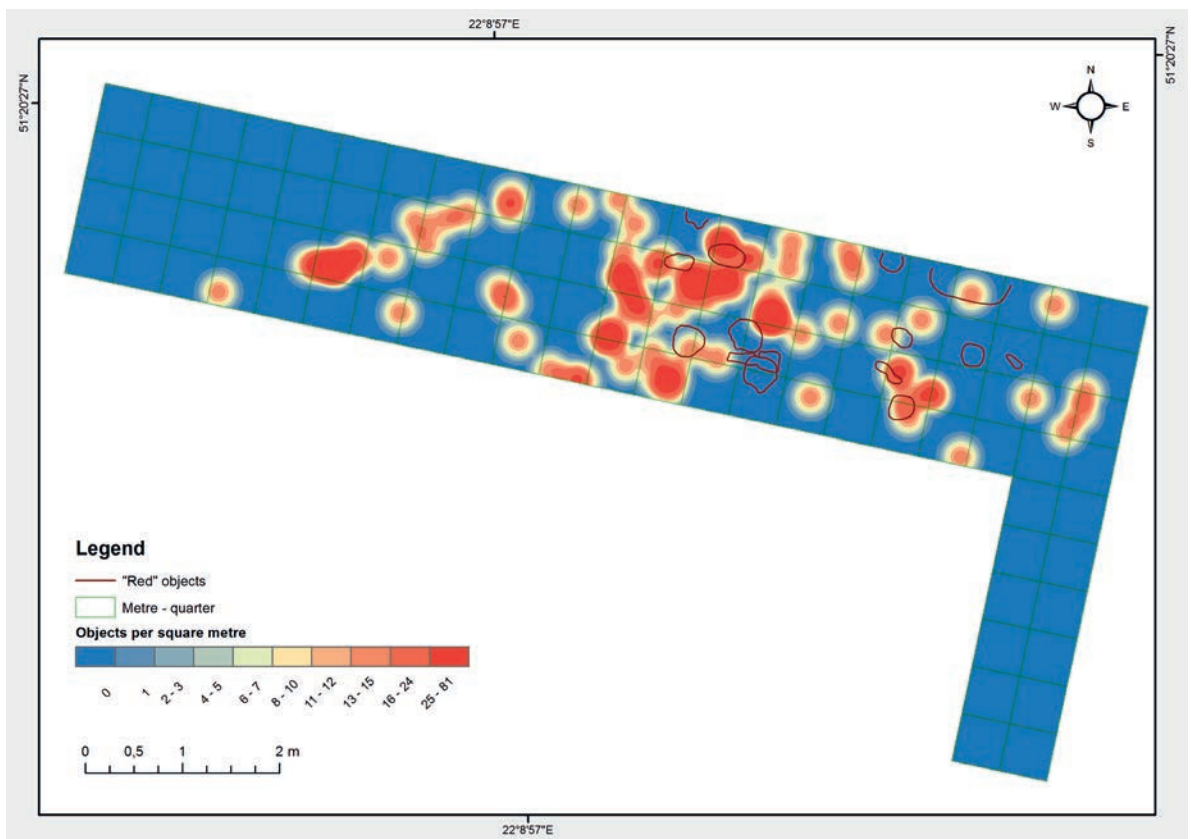 22°8'57"E
51°20'27"N
51°20'27"N
N
W E
S
Legend
"Red" objects
Metre - quarter
Objects per square metre
0 1 2 - 3 4 - 5 6 - 7 8 - 10 11 - 12 13 - 15 16 - 24 25 - 81
0 0,5 1 2 m
22°8'57"E